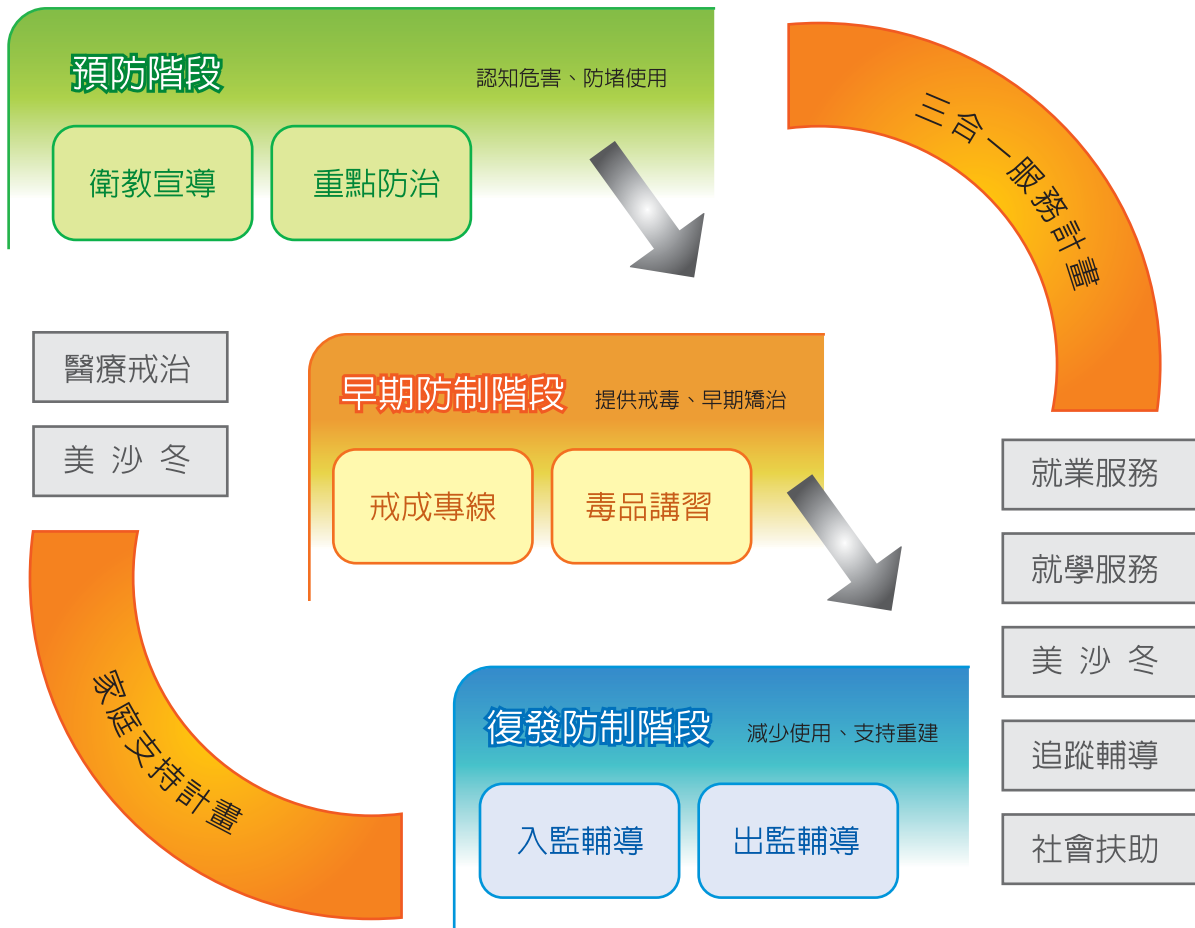 預防階段
認知危害、防堵使用
衛教宣導
重點防治
三合一服務計畫
醫療戒治
美沙冬
早期防制階段
提供戒毒、早期矯治
戒成專線
毒品講習
家庭支持計畫
復發防制階段
減少使用、支持重建
入監輔導
出監輔導
就業服務
就學服務
美沙冬
追蹤輔導
社會扶助